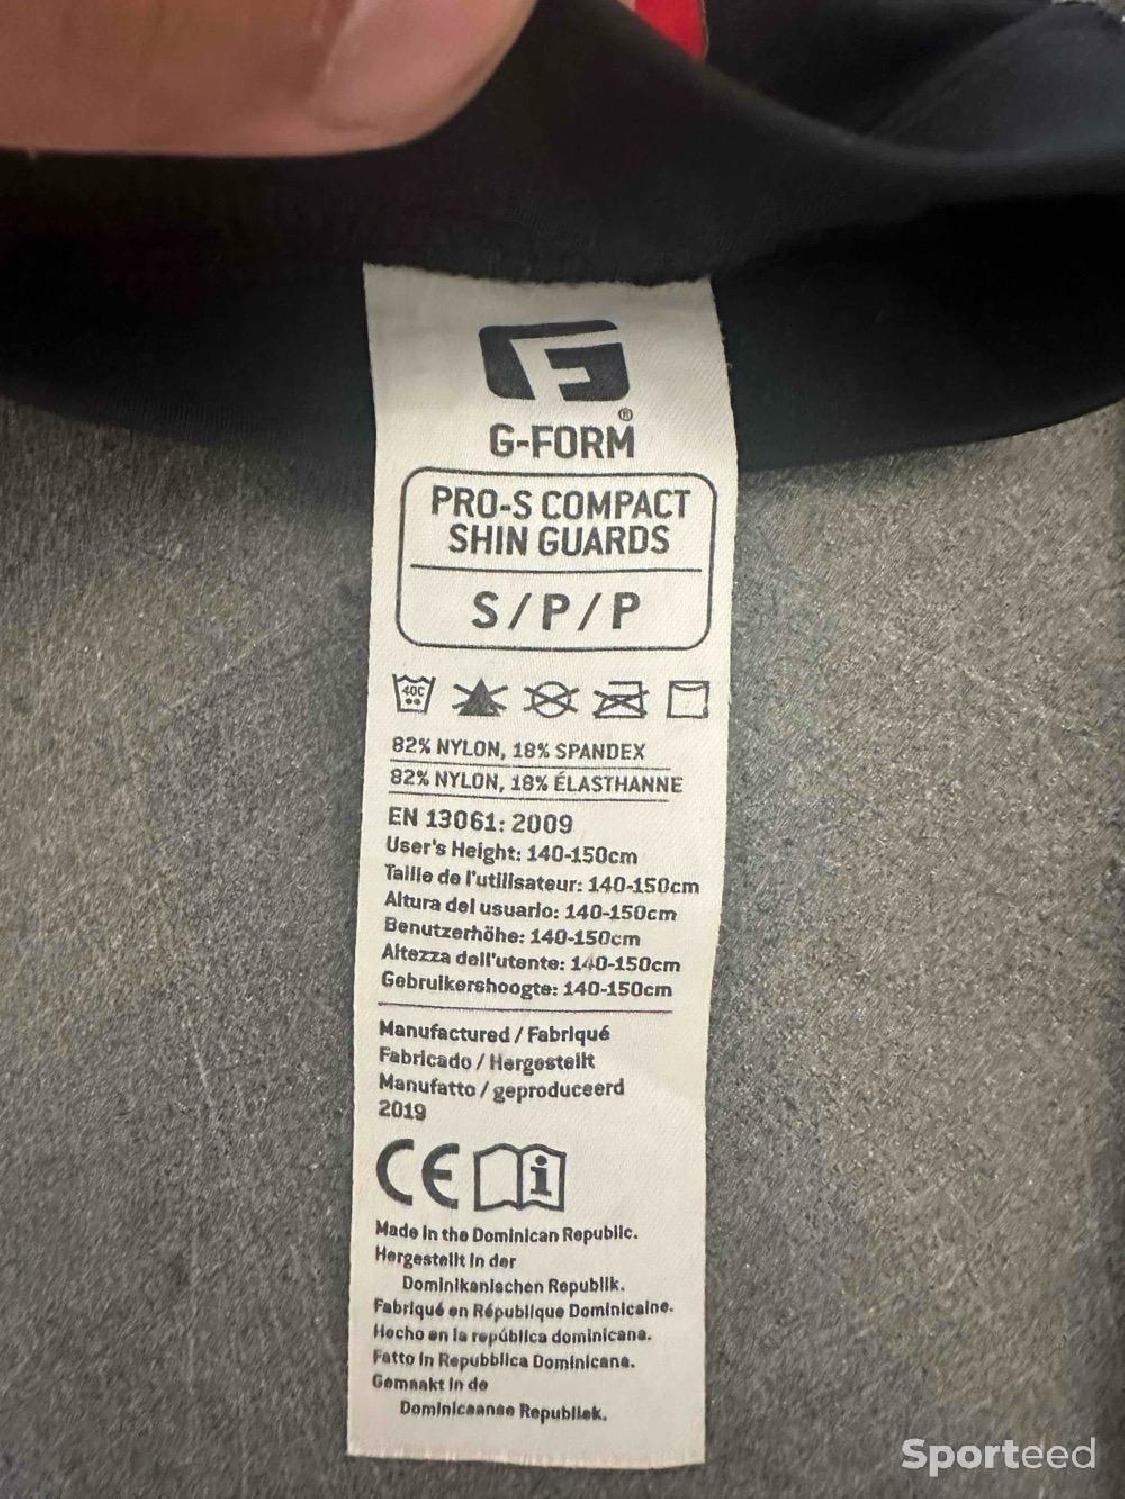 ®
G-FORM
PRO-S COMPACT
SHIN GUARDS
S/P/P
40C
82% NYLON, 18% SPANDEX
82% NYLON, 18% ÉLASTHANNE
EN 13061: 2009
User's Height: 140-150cm
Taille de l'utilisateur: 140-150cm
Altura del usuario: 140-150cm
Benutzerhöhe: 140-150cm
Altezza dell'utente: 140-150cm
Gebruikershoogte: 140-150cm
Manufactured / Fabriqué
Fabricado / Hergestellt
Manufatto / geproduceerd
2019
CE i
Made in the Dominican Republic.
Hergestellt in der
Dominikanischen Republik.
Fabriqué en République Dominicaine.
Hecho en la república dominicana.
Fatto in Repubblica Dominicana.
Gemaakt in de
Dominicaanse Republiek.
Sporteed